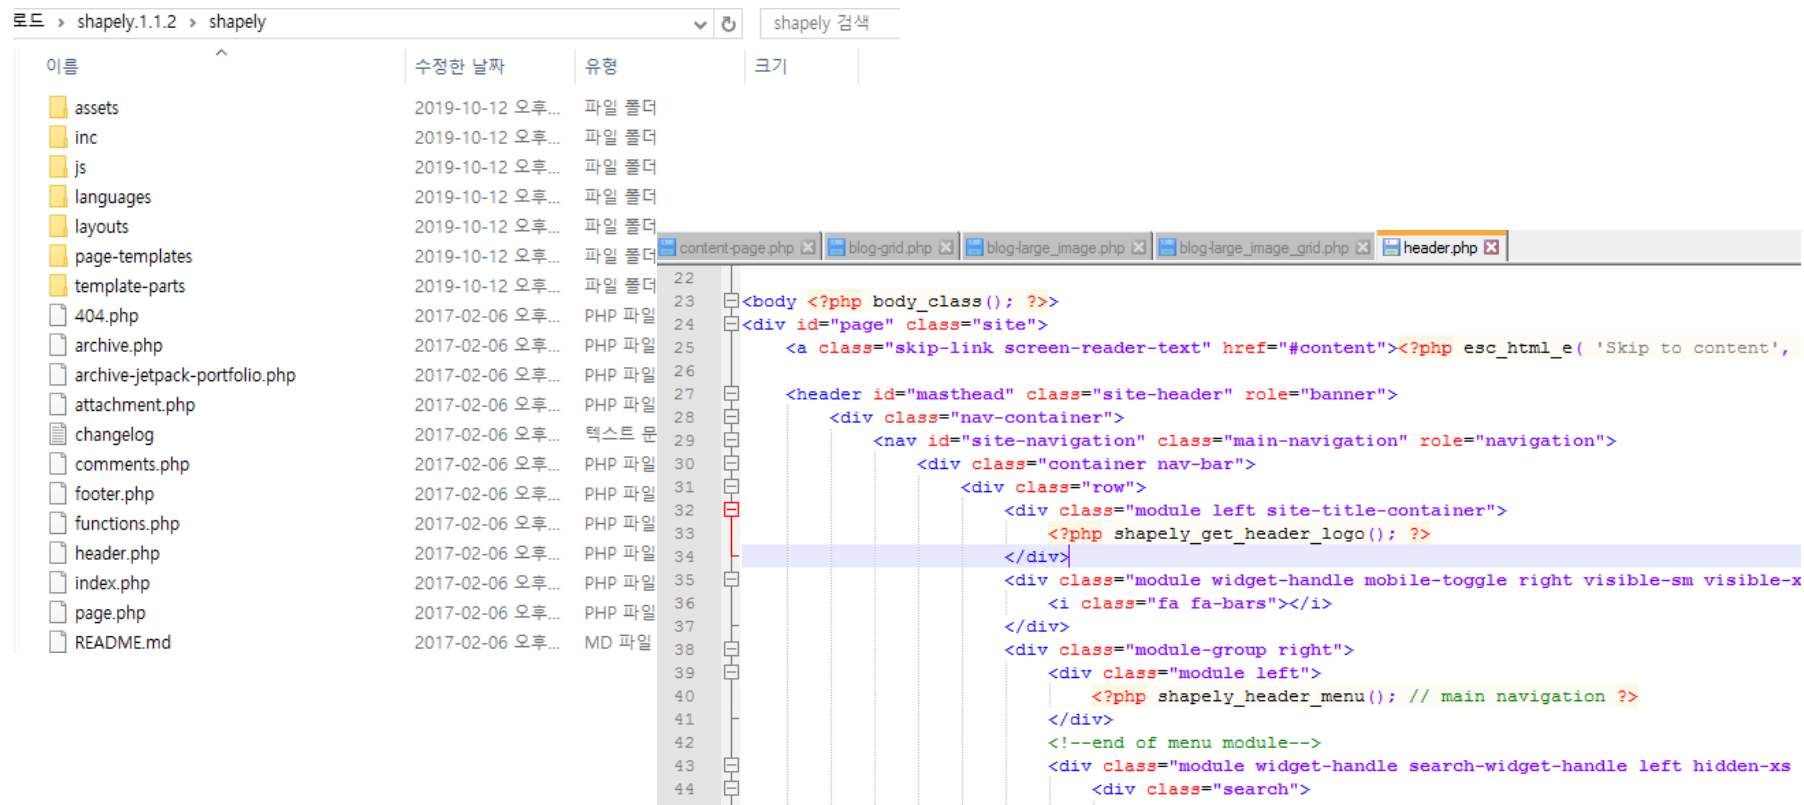 로드 › shapely.1.1.2 › shapely
shapely 검색
이름 수정한 날짜 유형 크기
assets 2019-10-12 오후... 파일 폴더
inc 2019-10-12 오후... 파일 폴더
js 2019-10-12 오후... 파일 폴더
languages 2019-10-12 오후... 파일 폴더
layouts 2019-10-12 오후... 파일 폴더
page-templates 2019-10-12 오후... 파일 폴더
template-parts 2019-10-12 오후... 파일 폴더
404.php 2017-02-06 오후... PHP 파일
archive.php 2017-02-06 오후... PHP 파일
archive-jetpack-portfolio.php 2017-02-06 오후... PHP 파일
attachment.php 2017-02-06 오후... PHP 파일
changelog 2017-02-06 오후... 텍스트 문
comments.php 2017-02-06 오후... PHP 파일
footer.php 2017-02-06 오후... PHP 파일
functions.php 2017-02-06 오후... PHP 파일
header.php 2017-02-06 오후... PHP 파일
index.php 2017-02-06 오후... PHP 파일
page.php 2017-02-06 오후... PHP 파일
README.md 2017-02-06 오후... MD 파일
content-page.php blog-grid.php blog-large_image.php blog-large_image_grid.php header.php
22
23 <body <?php body_class(); ?>>
24 <div id="page" class="site">
25 <a class="skip-link screen-reader-text" href="#content"><?php esc_html_e( 'Skip to content',
26
27 <header id="masthead" class="site-header" role="banner">
28 <div class="nav-container">
29 <nav id="site-navigation" class="main-navigation" role="navigation">
30 <div class="container nav-bar">
31 <div class="row">
32 <div class="module left site-title-container">
33 <?php shapely_get_header_logo(); ?>
34 </div>
35 <div class="module widget-handle mobile-toggle right visible-sm visible-x
36 <i class="fa fa-bars"></i>
37 </div>
38 <div class="module-group right">
39 <div class="module left">
40 <?php shapely_header_menu(); // main navigation ?>
41 </div>
42 <!--end of menu module-->
43 <div class="module widget-handle search-widget-handle left hidden-xs
44 <div class="search">